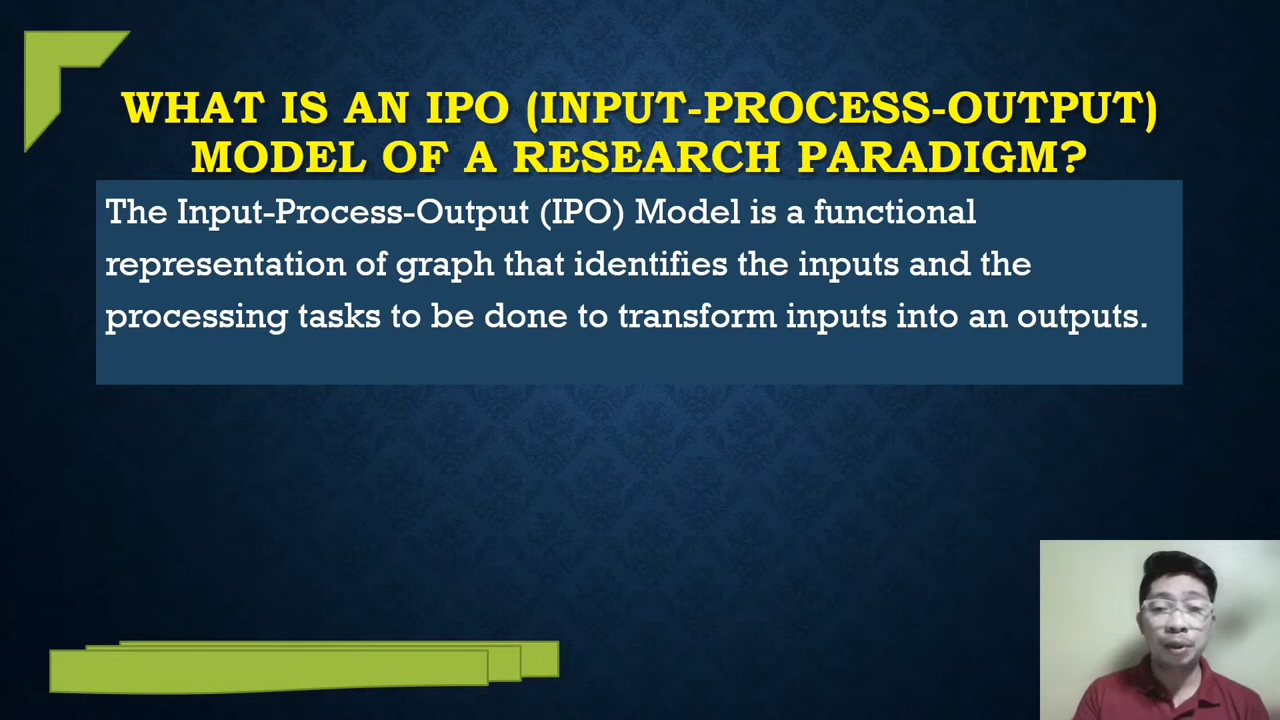 WHAT IS AN IPO (INPUT-PROCESS-OUTPUT)
MODEL OF A RESEARCH PARADIGM?
The Input-Process-Output (IPO) Model is a functional
representation of graph that identifies the inputs and the
processing tasks to be done to transform inputs into an outputs.